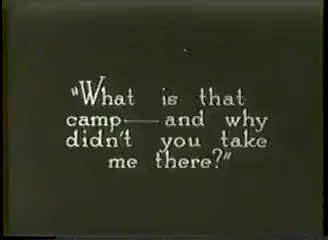 "What is that
camp—and why
didn't you take
me there?"